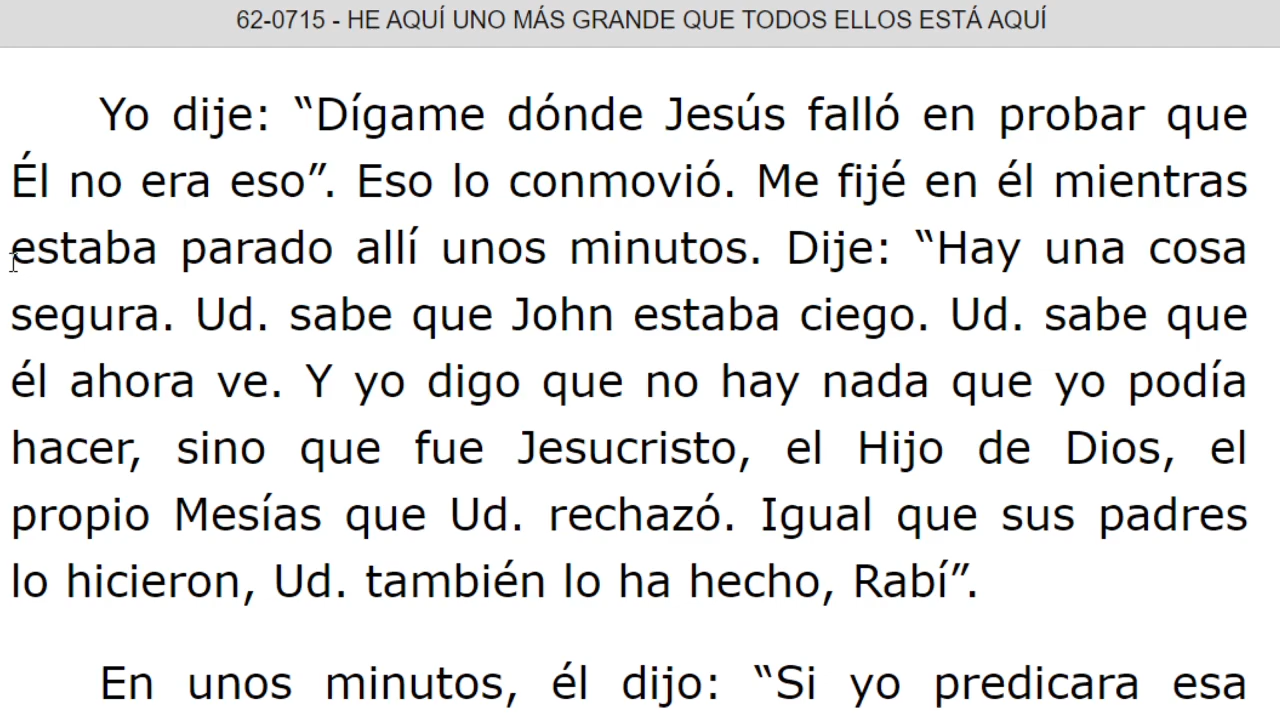 62-0715 - HE AQUÍ UNO MÁS GRANDE QUE TODOS ELLOS ESTÁ AQUÍ
Yo dije: “Dígame dónde Jesús falló en probar que
Él no era eso”. Eso lo conmovió. Me fijé en él mientras
estaba parado allí unos minutos. Dije: “Hay una cosa
segura. Ud. sabe que John estaba ciego. Ud. sabe que
él ahora ve. Y yo digo que no hay nada que yo podía
hacer, sino que fue Jesucristo, el Hijo de Dios, el
propio Mesías que Ud. rechazó. Igual que sus padres
lo hicieron, Ud. también lo ha hecho, Rabí”.
En unos minutos, él dijo: “Si yo predicara esa